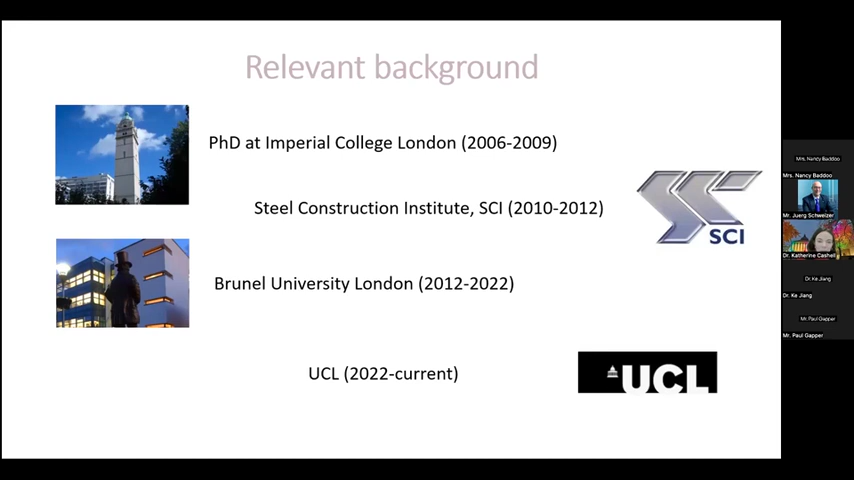 Relevant background
PhD at Imperial College London (2006-2009)
Steel Construction Institute, SCI (2010-2012)
SCI
Brunel University London (2012-2022)
UCL (2022-current)
UCL
Mrs. Nancy Baddoo
Mrs. Nancy Baddoo
Mr. Juerg Schweizer
Dr. Katherine Cashell
Dr. Ke Jiang
Dr. Ke Jiang
Mr. Paul Gapper
Mr. Paul Gapper